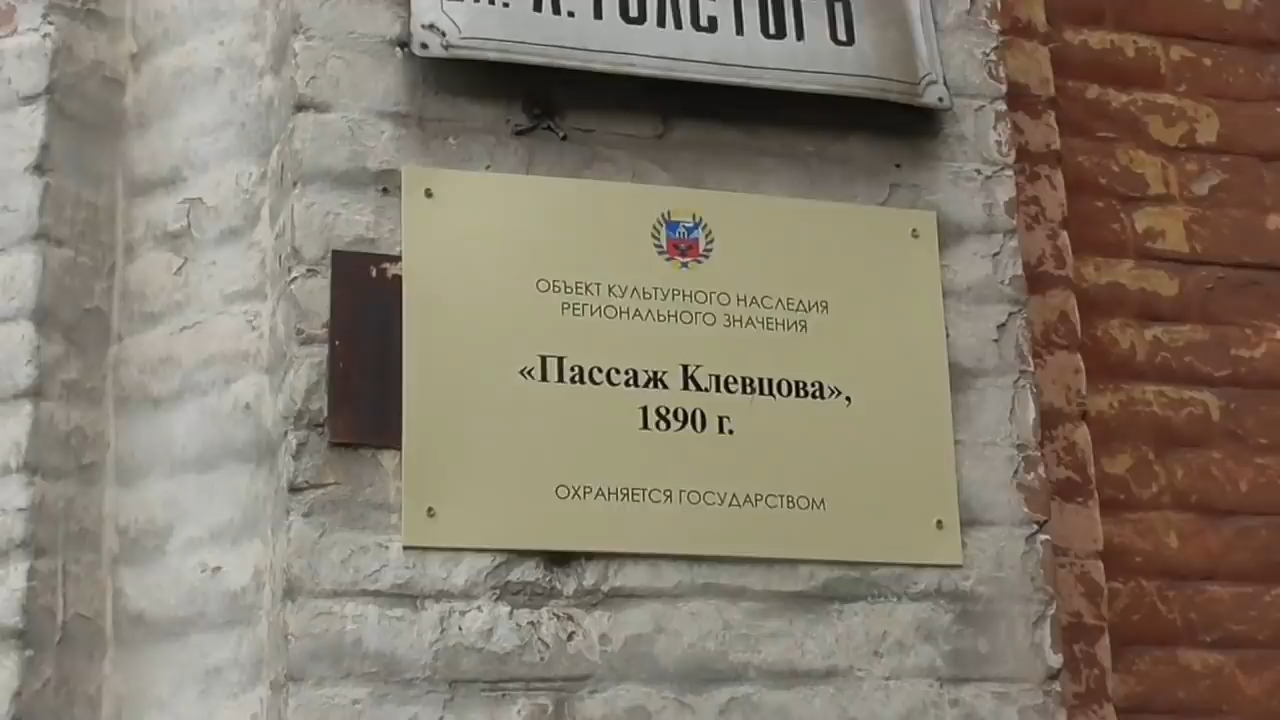 Л. ТОЛСТОГО
ОБЪЕКТ КУЛЬТУРНОГО НАСЛЕДИЯ
РЕГИОНАЛЬНОГО ЗНАЧЕНИЯ
«Пассаж Клевцова»,
1890 г.
ОХРАНЯЕТСЯ ГОСУДАРСТВОМ